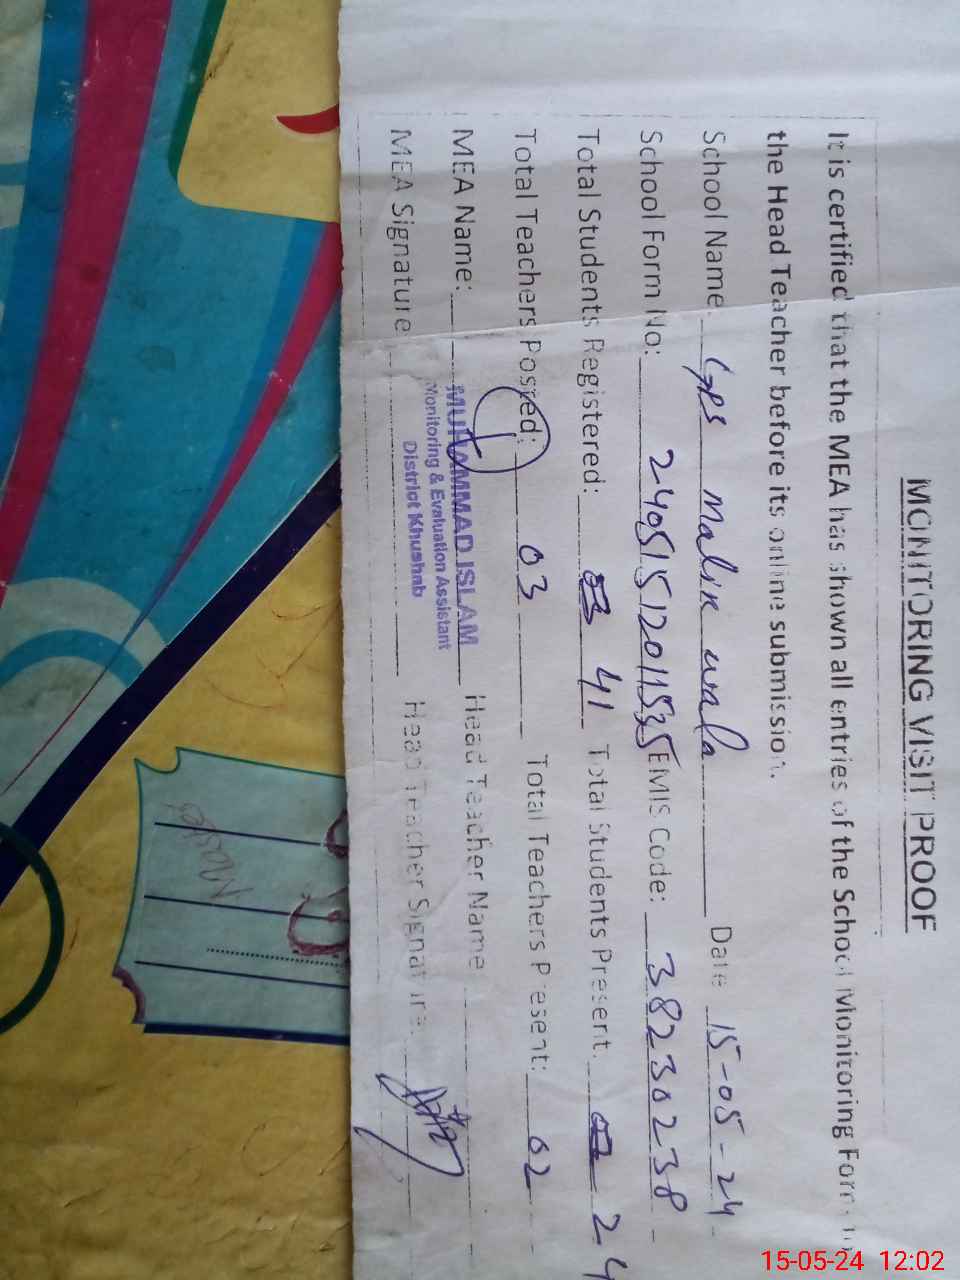 MONITORING VISIT PROOF
It is certified that the MEA has shown all entries of the School Monitoring Form to
the Head Teacher before its online submission.
School Name: GPS Malik wala Date 15-05-24
School Form No: 24051512011535 EMIS Code: 38230238
Total Students Registered: 41 Total Students Present: 24
Total Teachers Posted: 03 Total Teachers Present: 02
MEA Name: MUHAMMAD ISLAM Head Teacher Name
Monitoring & Evaluation Assistant
District Khushab
MEA Signature Head Teacher Signature:
15-05-24 12:02